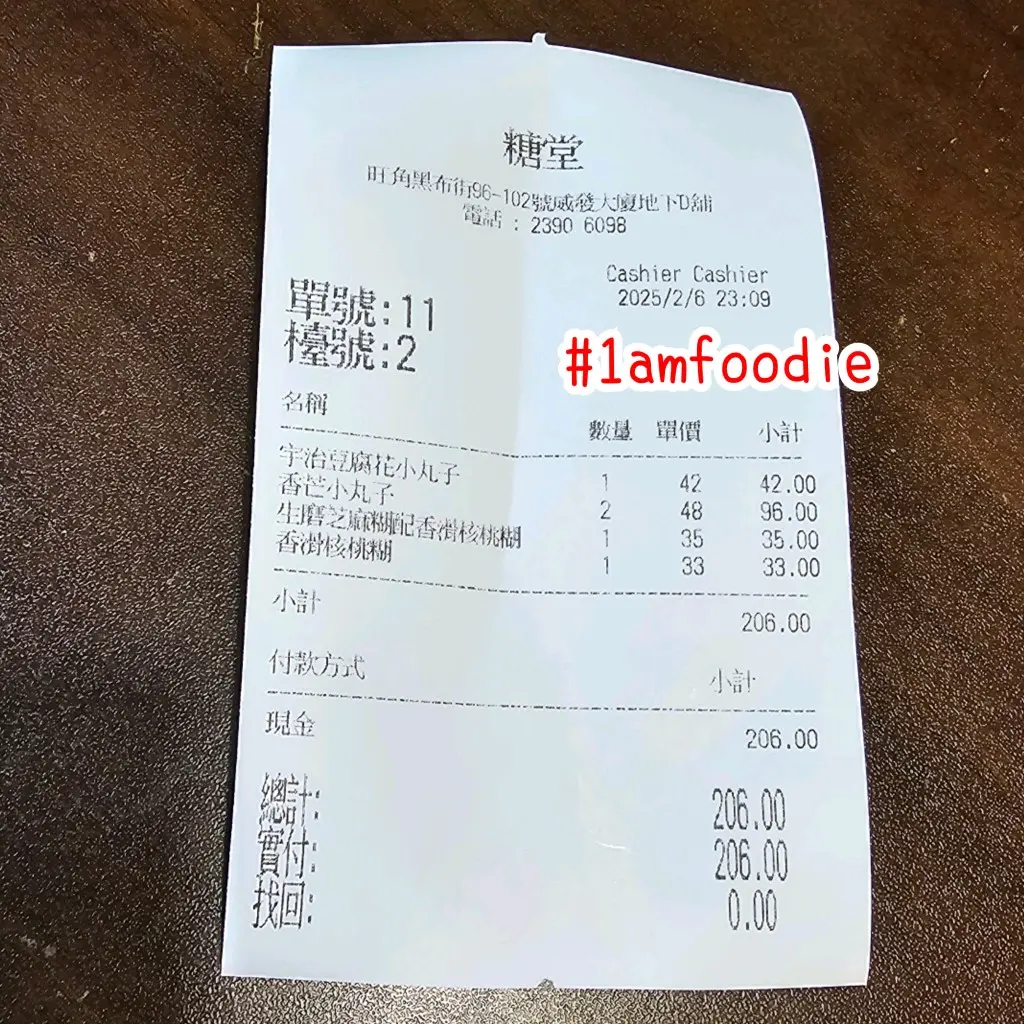 糖堂
旺角黑布街96-102號威發大廈地下D舖
電話 : 2390 6098
Cashier Cashier
2025/2/6 23:09
單號:11
檯號:2
#1amfoodie
名稱 數量 單價 小計
宇治豆腐花小丸子 1 42 42.00
香芒小丸子 2 48 96.00
生磨芝麻糊配香滑核桃糊 1 35 35.00
香滑核桃糊 1 33 33.00
小計 206.00
付款方式 小計
現金 206.00
總計: 206.00
實付: 206.00
找回: 0.00